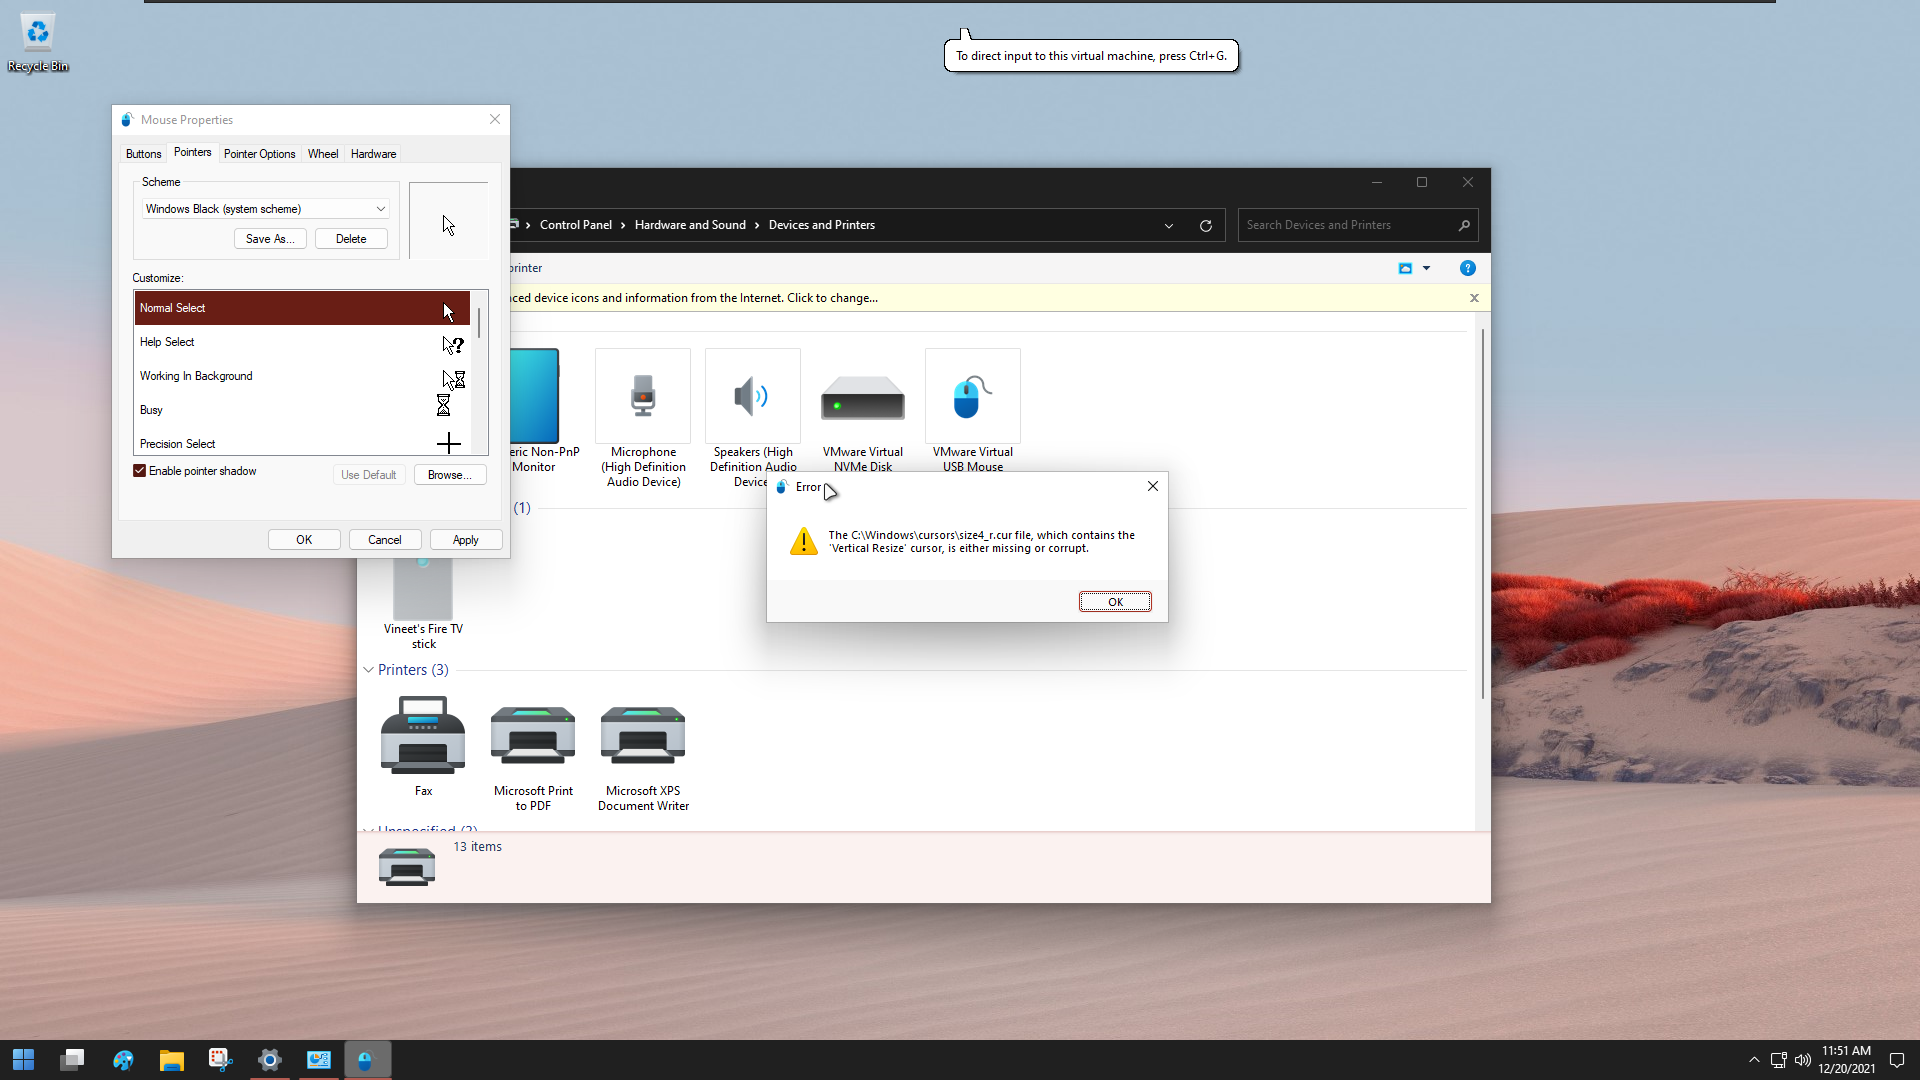 Recycle Bin
To direct input to this virtual machine, press Ctrl+G.
Mouse Properties
Buttons
Pointers
Pointer Options
Wheel
Hardware
Scheme
Windows Black (system scheme)
Save As...
Delete
Customize:
Normal Select
Help Select
Working In Background
Busy
Precision Select
Enable pointer shadow
Use Default
Browse...
OK
Cancel
Apply
Control Panel
Hardware and Sound
Devices and Printers
Search Devices and Printers
printer
ced device icons and information from the Internet. Click to change...
eric Non-PnP
Monitor
Microphone
(High Definition
Audio Device)
Speakers (High
Definition Audio
Device
VMware Virtual
NVMe Disk
VMware Virtual
USB Mouse
(1)
Error
The C:\Windows\cursors\size4_r.cur file, which contains the
'Vertical Resize' cursor, is either missing or corrupt.
OK
Vineet's Fire TV
stick
Printers (3)
Fax
Microsoft Print
to PDF
Microsoft XPS
Document Writer
Unspecified (3)
13 items
11:51 AM
12/20/2021